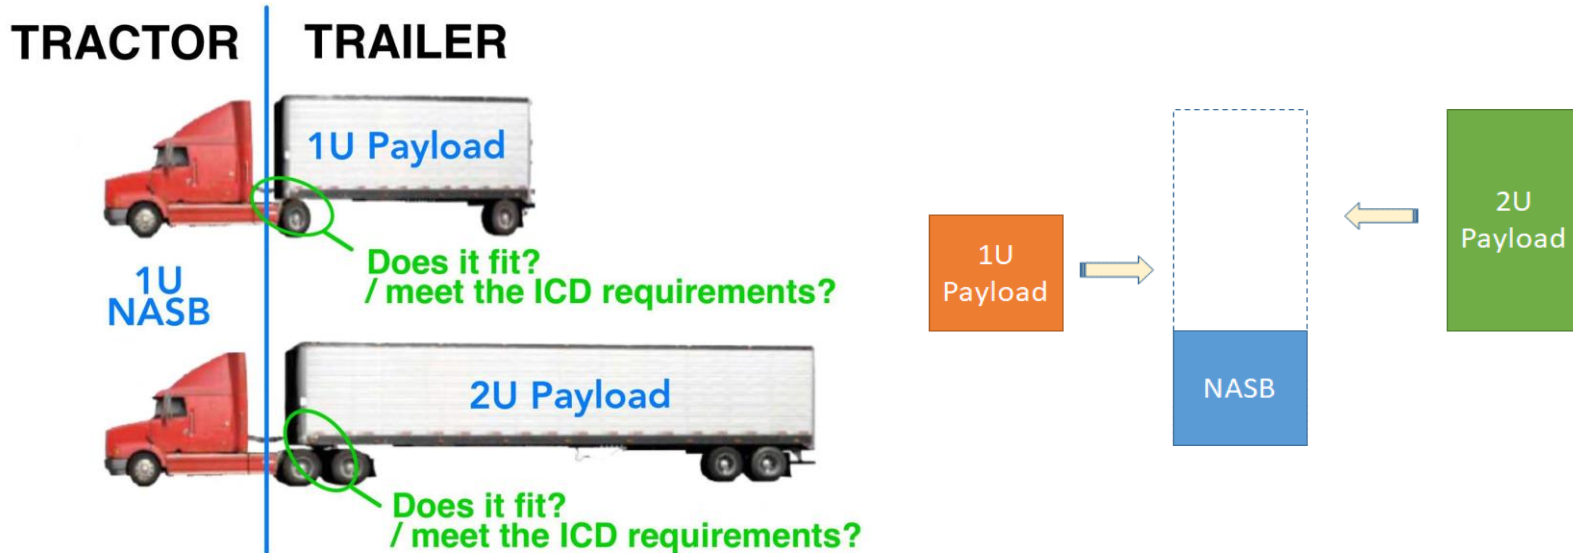 TRACTOR
TRAILER
1U Payload
Does it fit?
/ meet the ICD requirements?
1U
NASB
2U Payload
Does it fit?
/ meet the ICD requirements?
1U
Payload
NASB
2U
Payload